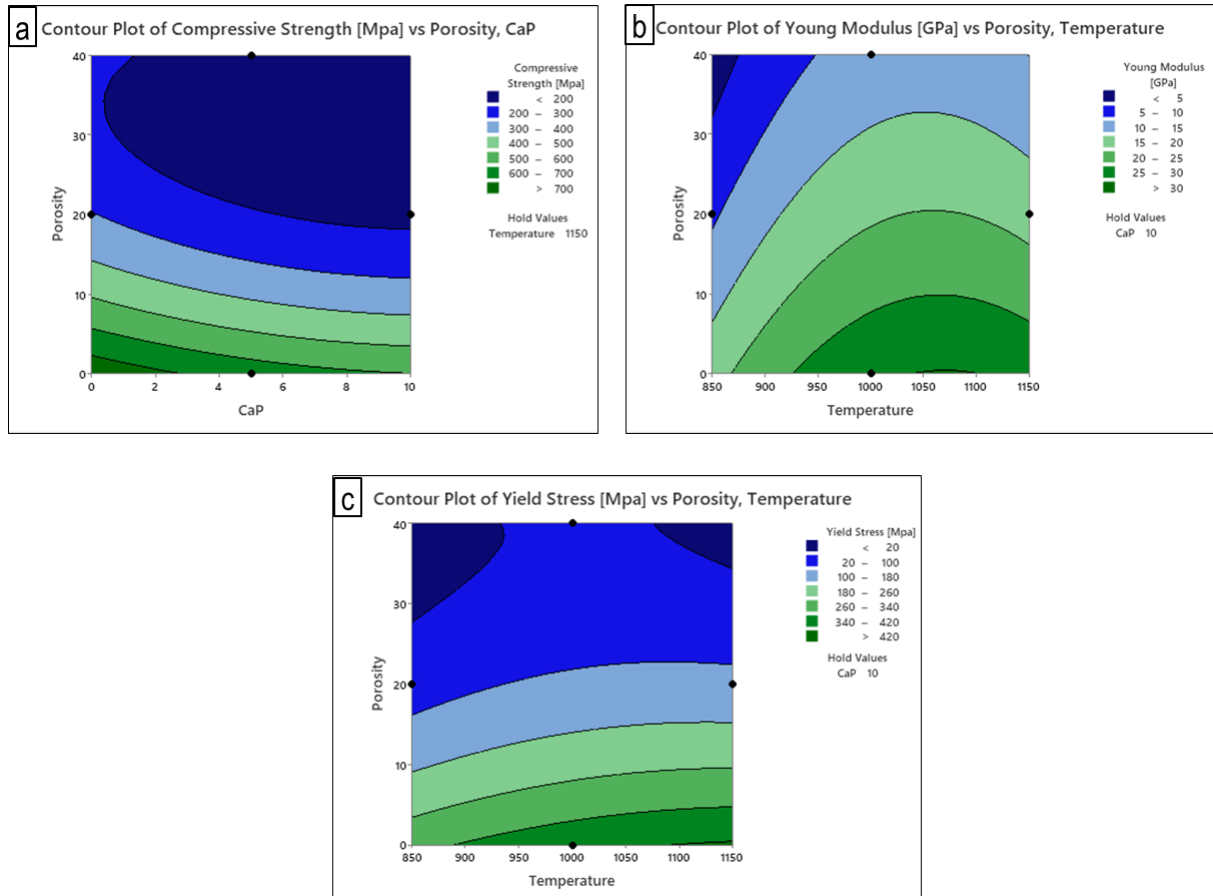 a
Contour Plot of Compressive Strength [Mpa] vs Porosity, CaP
Compressive
Strength [Mpa]
< 200
200 – 300
300 – 400
400 – 500
500 – 600
600 – 700
> 700
Hold Values
Temperature 1150
Porosity
40
30
20
10
0
0 2 4 6 8 10
CaP
b
Contour Plot of Young Modulus [GPa] vs Porosity, Temperature
Young Modulus
[GPa]
< 5
5 – 10
10 – 15
15 – 20
20 – 25
25 – 30
> 30
Hold Values
CaP 10
Porosity
40
30
20
10
0
850 900 950 1000 1050 1100 1150
Temperature
c
Contour Plot of Yield Stress [Mpa] vs Porosity, Temperature
Yield Stress [Mpa]
< 20
20 – 100
100 – 180
180 – 260
260 – 340
340 – 420
> 420
Hold Values
CaP 10
Porosity
40
30
20
10
0
850 900 950 1000 1050 1100 1150
Temperature